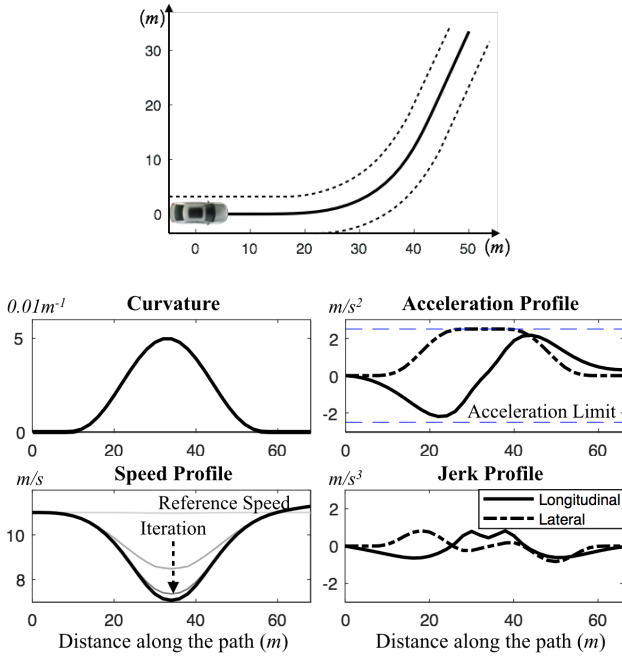 (m)
30
20
10
0
0 10 20 30 40 50 (m)
0.01m⁻¹ Curvature
5
0
0 20 40 60
m/s² Acceleration Profile
2
0
-2
Acceleration Limit
0 20 40 60
m/s Speed Profile
Reference Speed
Iteration
10
8
0 20 40 60
Distance along the path (m)
m/s³ Jerk Profile
Longitudinal
Lateral
2
0
-2
0 20 40 60
Distance along the path (m)